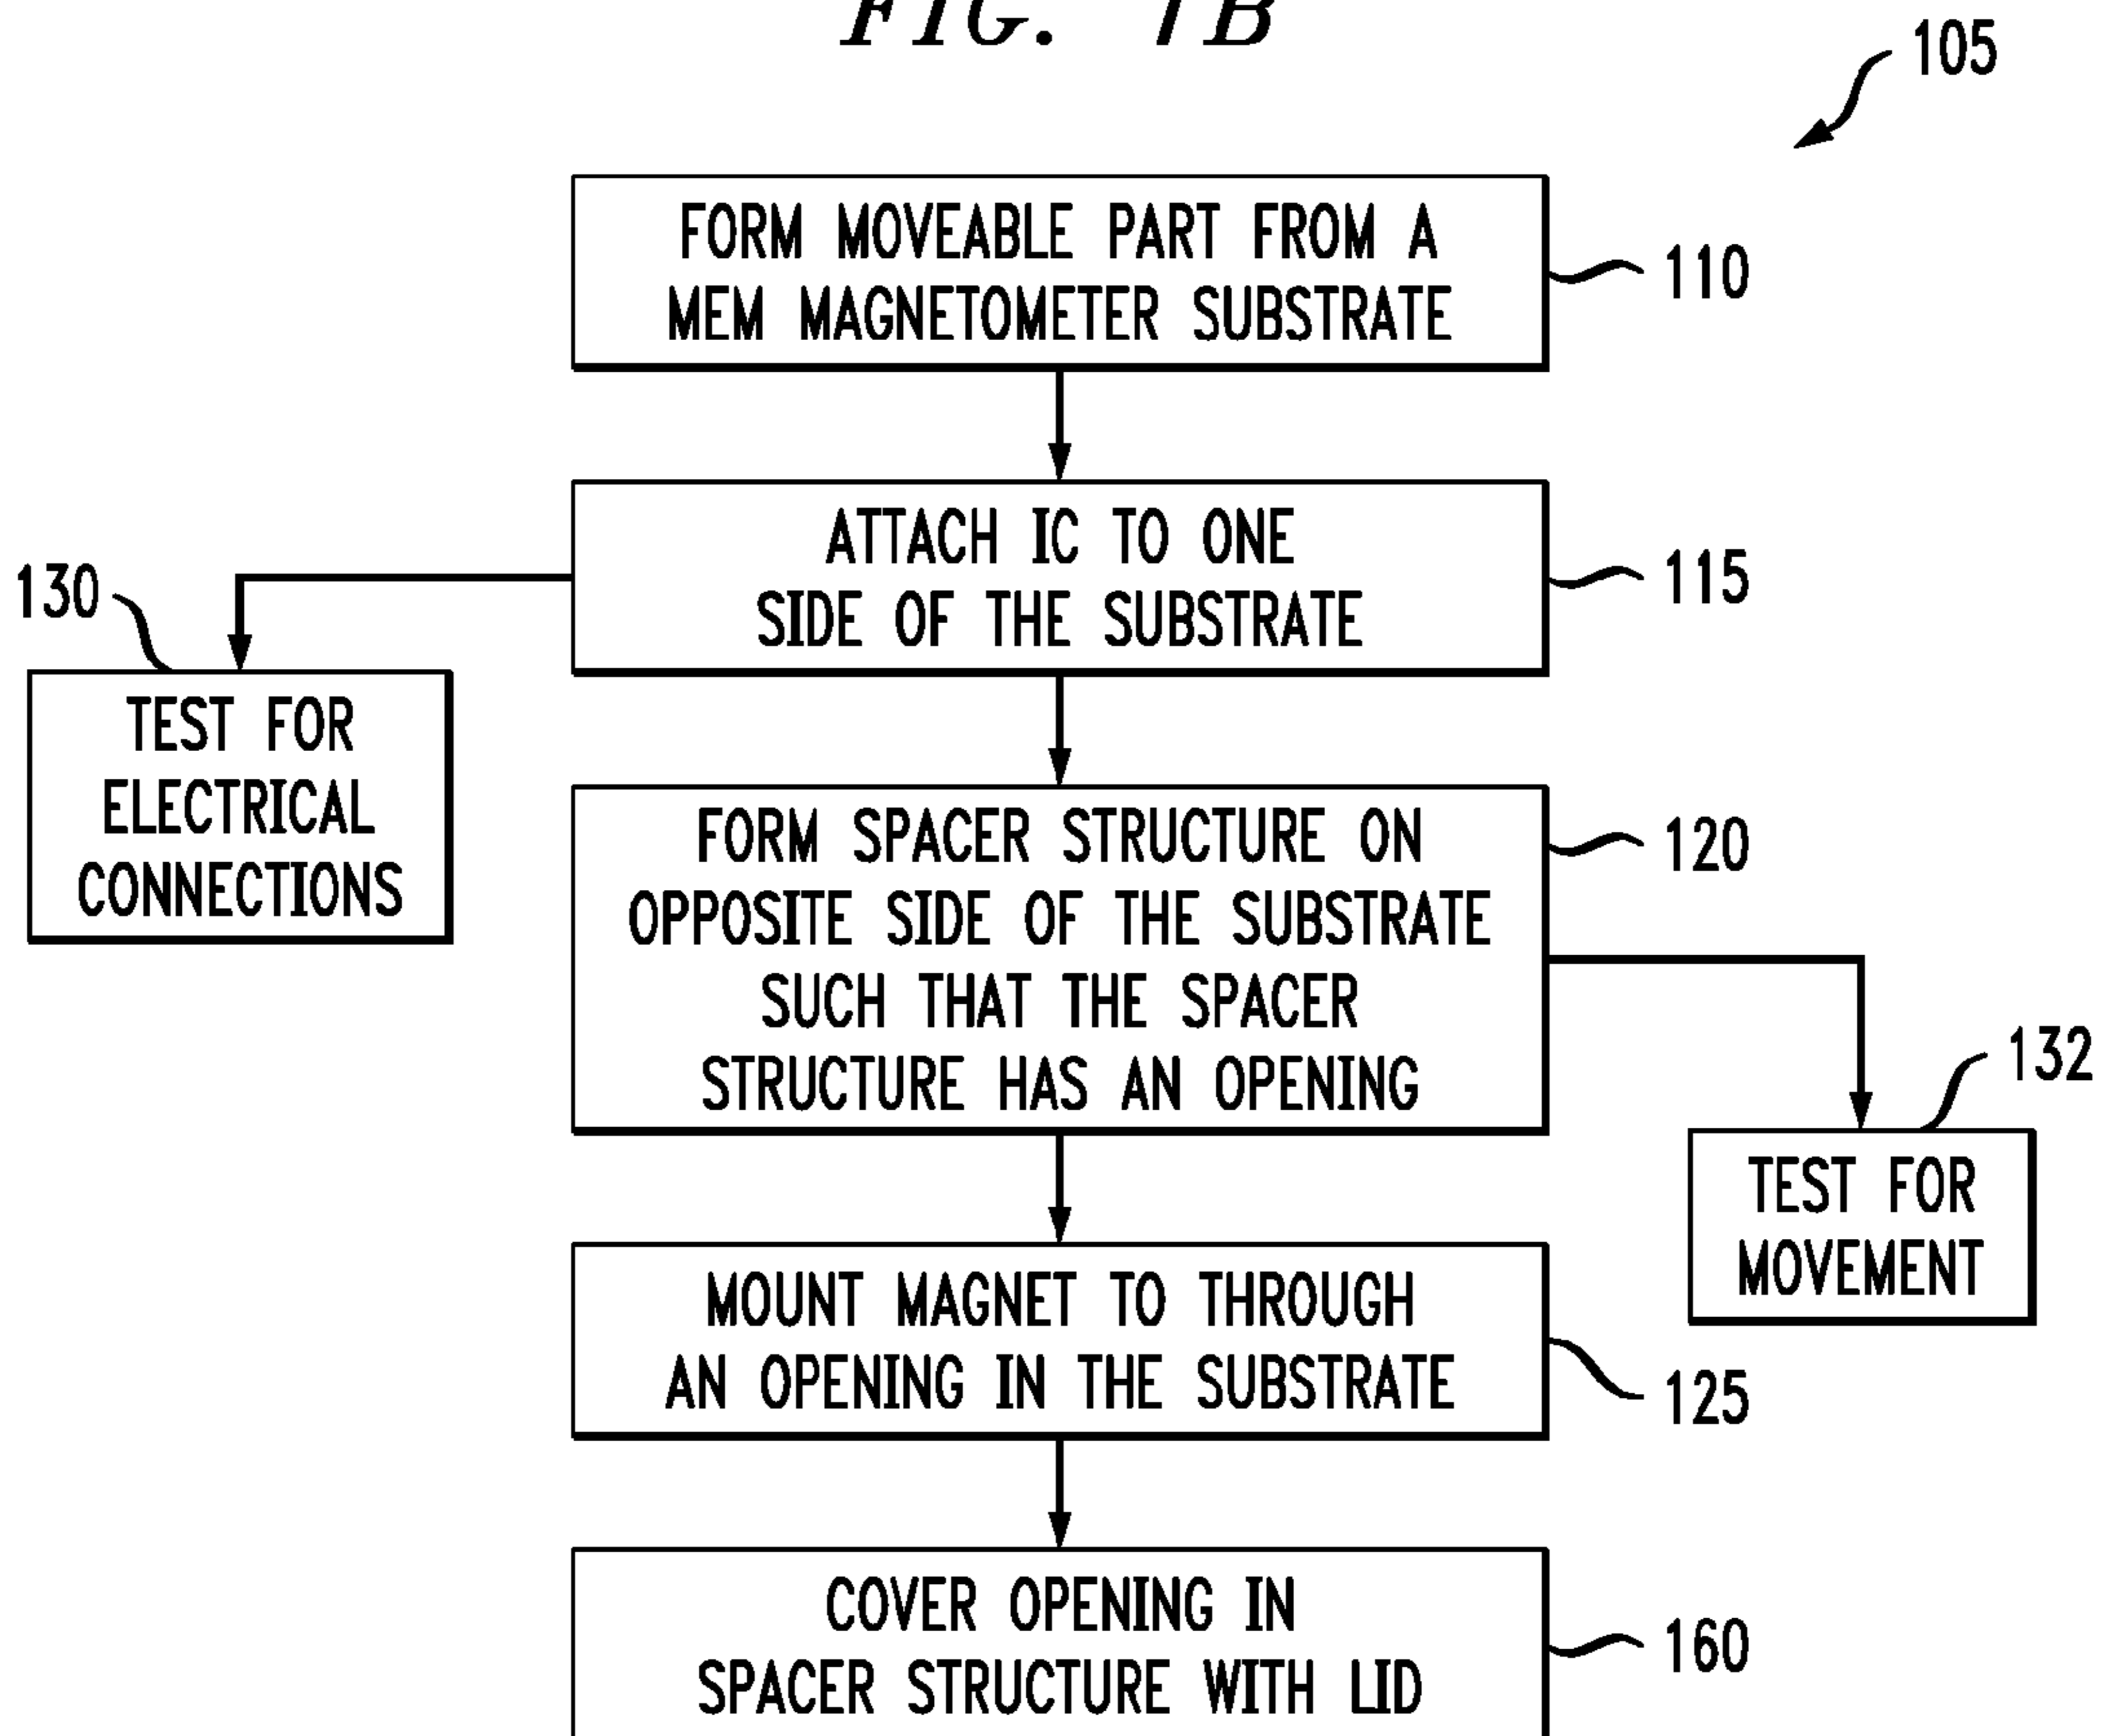 FIG. 1B
105
FORM MOVEABLE PART FROM A
MEM MAGNETOMETER SUBSTRATE
110
ATTACH IC TO ONE
SIDE OF THE SUBSTRATE
115
130
TEST FOR
ELECTRICAL
CONNECTIONS
FORM SPACER STRUCTURE ON
OPPOSITE SIDE OF THE SUBSTRATE
SUCH THAT THE SPACER
STRUCTURE HAS AN OPENING
120
132
TEST FOR
MOVEMENT
MOUNT MAGNET TO THROUGH
AN OPENING IN THE SUBSTRATE
125
COVER OPENING IN
SPACER STRUCTURE WITH LID
160